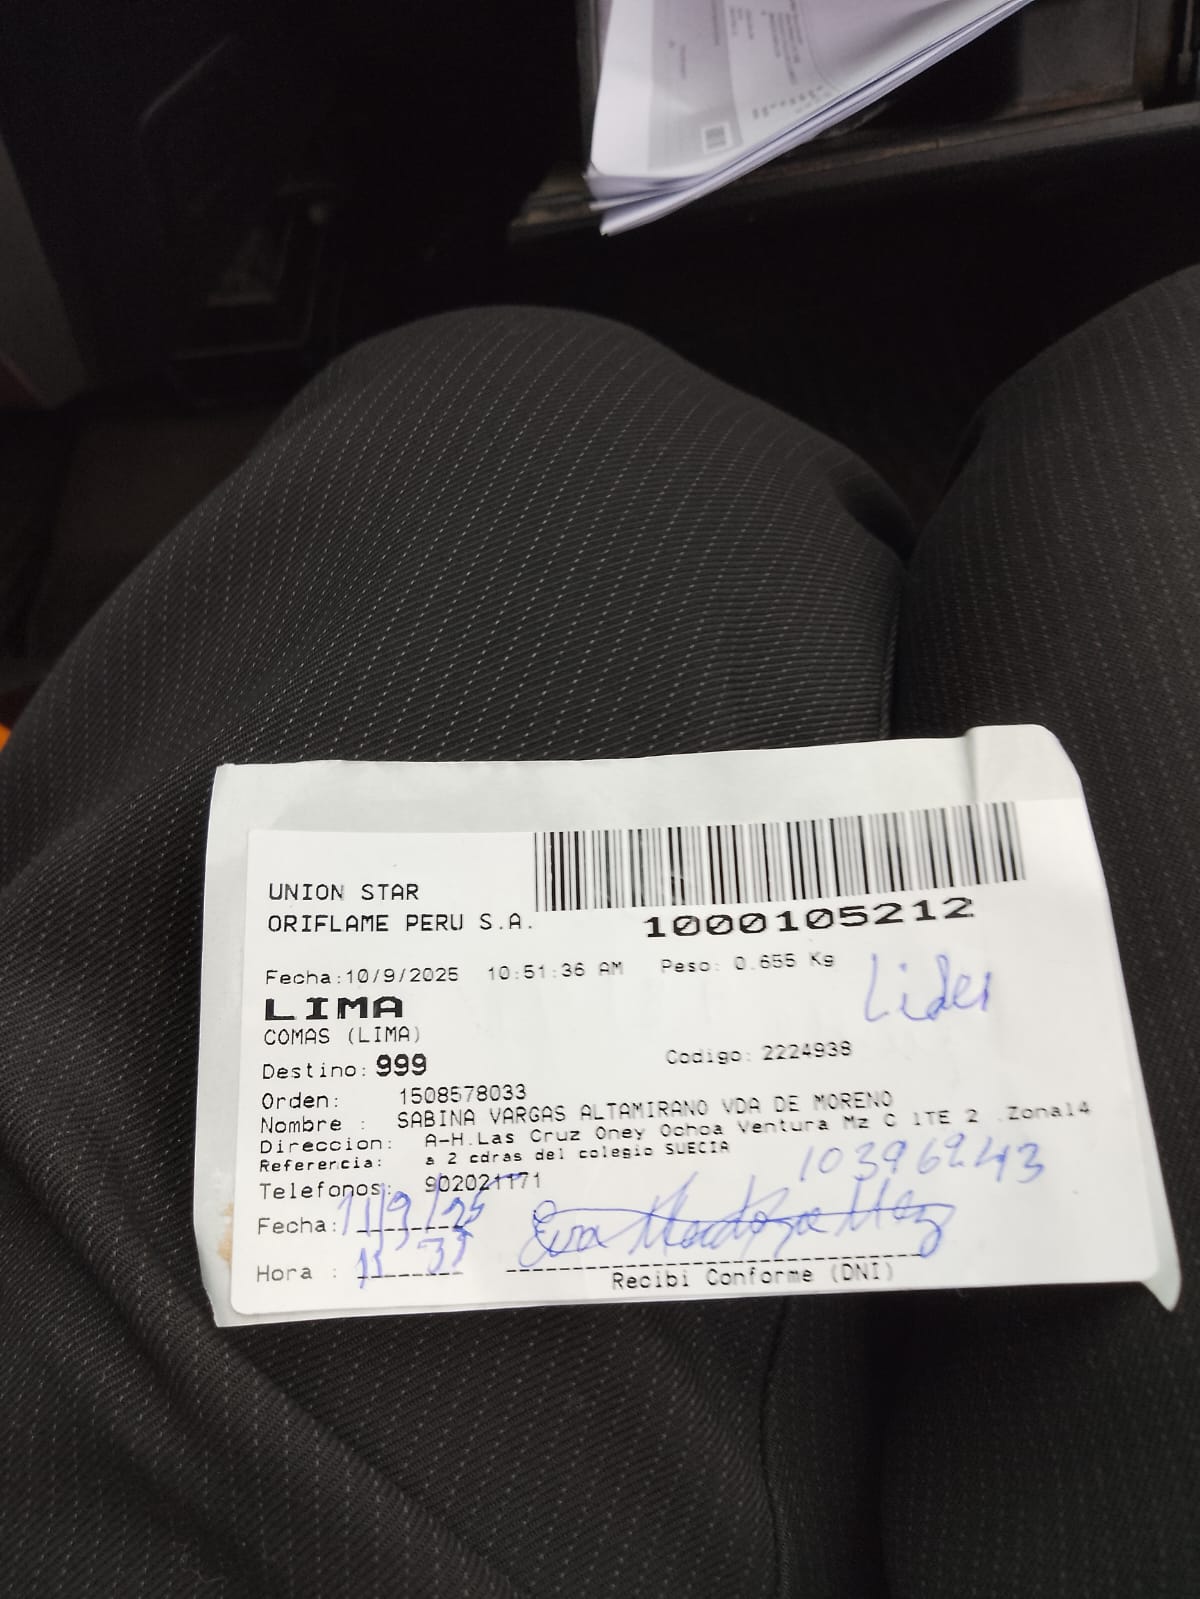 UNION STAR
ORIFLAME PERU S.A.
1000105212
Fecha:10/9/2025 10:51:36 AM Peso: 0.655 Kg
Lider
LIMA
COMAS (LIMA)
Destino: 999 Codigo: 2224938
Orden: 1508578033
Nombre : SABINA VARGAS ALTAMIRANO VDA DE MORENO
Direccion: A-H.Las Cruz Oney Ochoa Ventura Mz C 1TE 2 .Zona14
Referencia: a 2 cdras del colegio SUECIA
Telefonos: 902021171
Fecha: 11/9/25 Eva Mendoza
Hora :
Recibi Conforme (DNI)